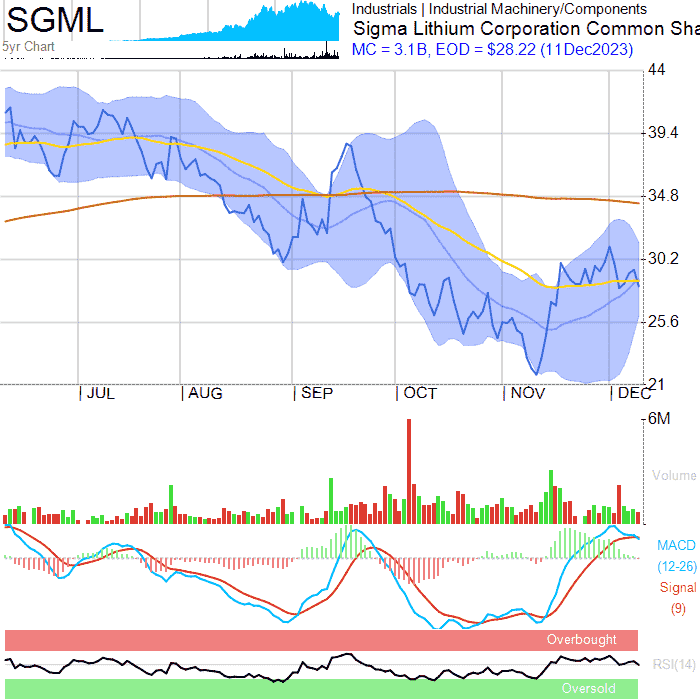 SGML
5yr Chart
Industrials | Industrial Machinery/Components
Sigma Lithium Corporation Common Sha
MC = 3.1B, EOD = $28.22 (11Dec2023)
44
39.4
34.8
30.2
25.6
21
JUL AUG SEP OCT NOV DEC
6M
Volume
MACD
(12-26)
Signal
(9)
Overbought
RSI(14)
Oversold